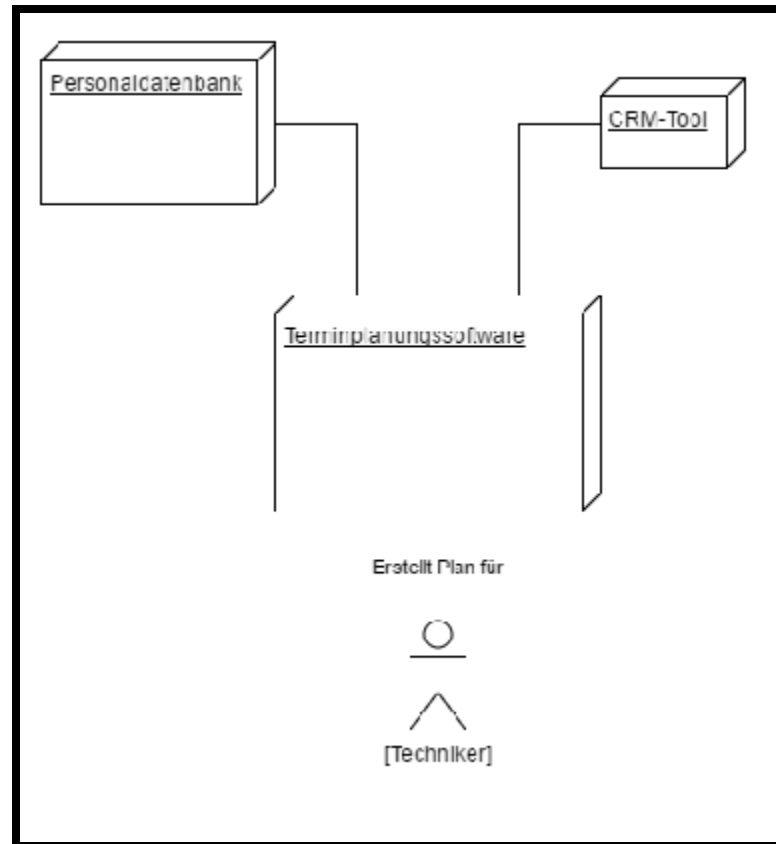 Personaldatenbank
CRM-Tool
Terminplanungssoftware
Erstellt Plan für
[Techniker]